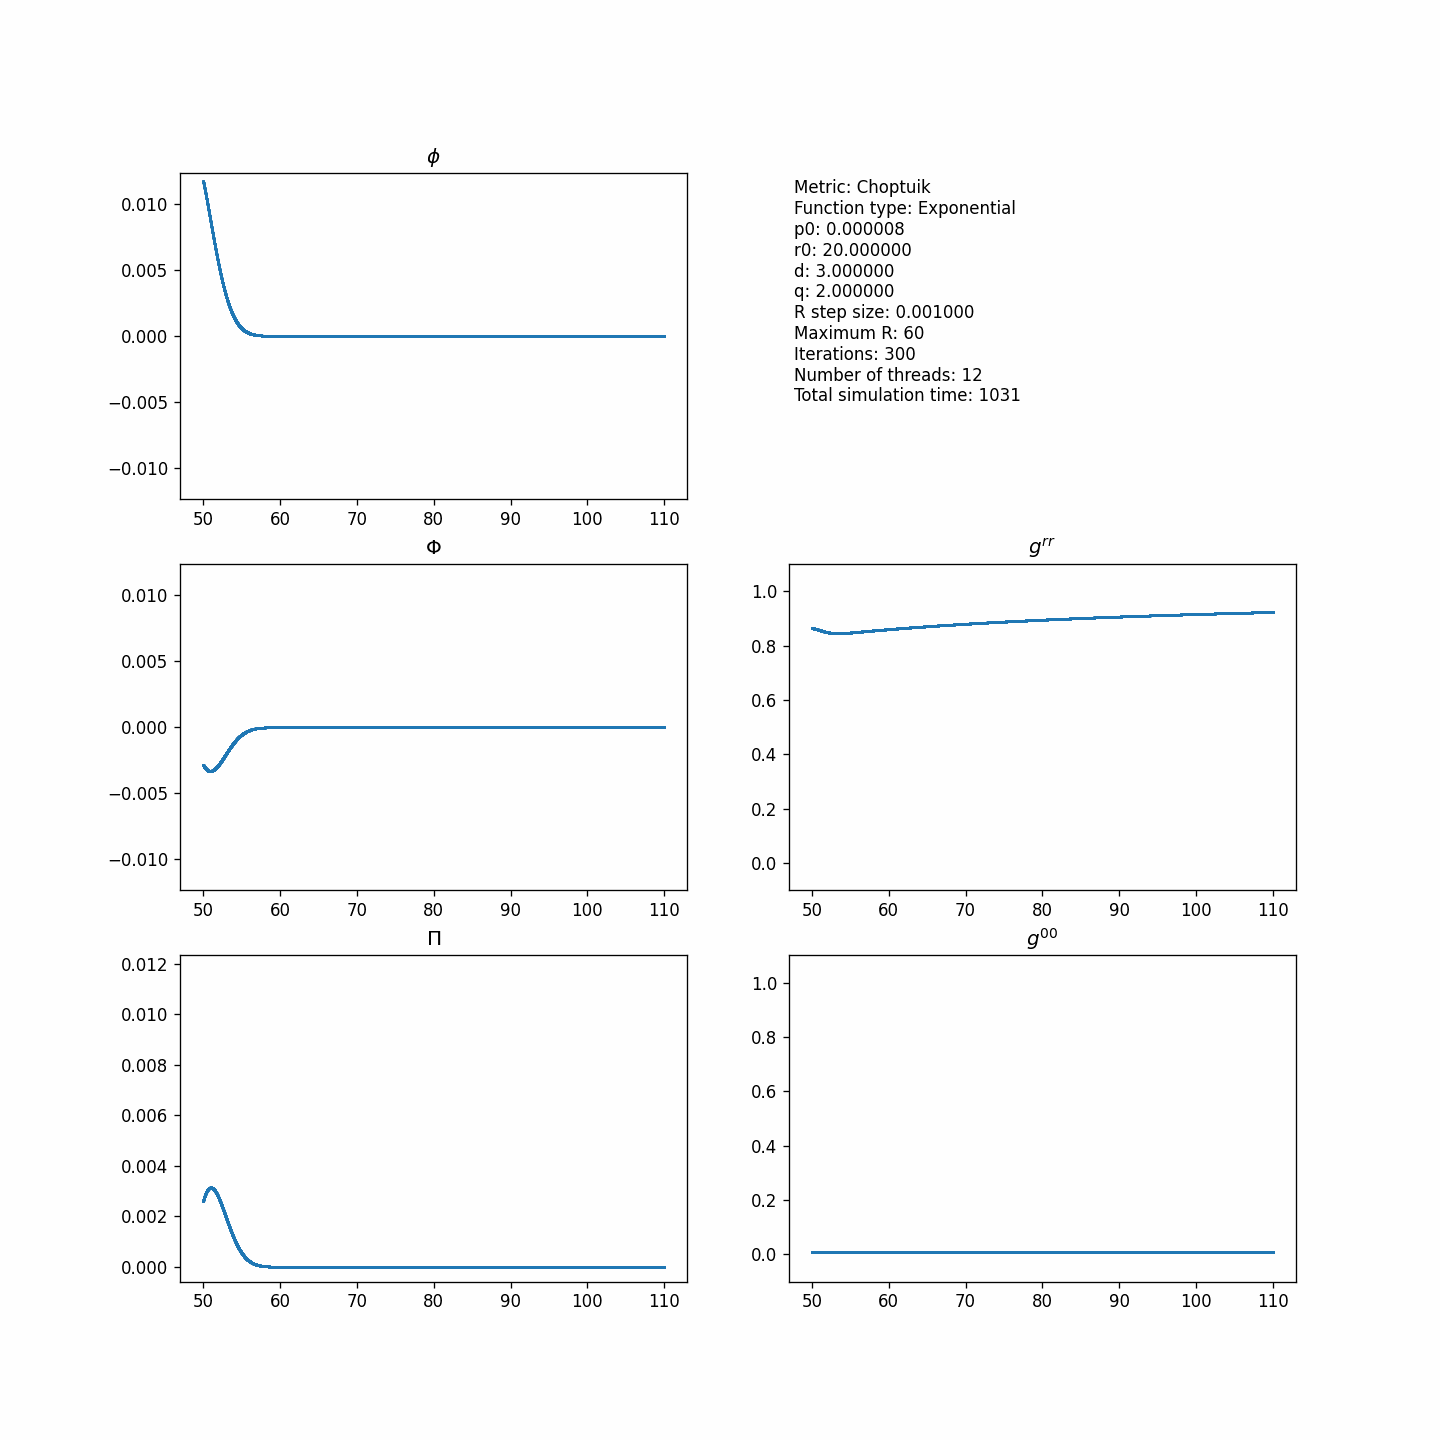 ϕ
0.010
0.005
0.000
−0.005
−0.010
50 60 70 80 90 100 110
Metric: Choptuik
Function type: Exponential
p0: 0.000008
r0: 20.000000
d: 3.000000
q: 2.000000
R step size: 0.001000
Maximum R: 60
Iterations: 300
Number of threads: 12
Total simulation time: 1031
Φ
0.010
0.005
0.000
−0.005
−0.010
50 60 70 80 90 100 110
g^{rr}
1.0
0.8
0.6
0.4
0.2
0.0
50 60 70 80 90 100 110
Π
0.012
0.010
0.008
0.006
0.004
0.002
0.000
50 60 70 80 90 100 110
g^{00}
1.0
0.8
0.6
0.4
0.2
0.0
50 60 70 80 90 100 110